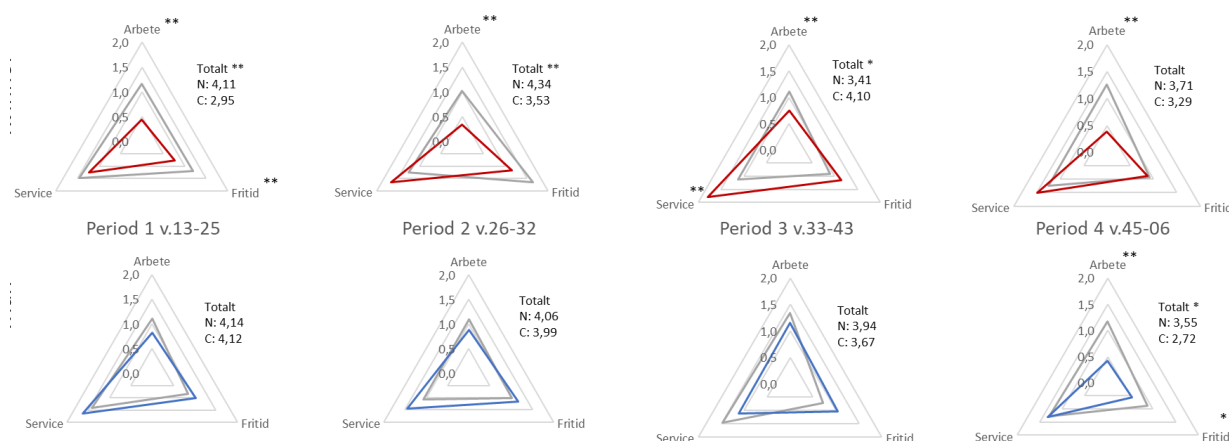 Arbete **
2,0
1,5
1,0
0,5
0,0
Totalt **
N: 4,11
C: 2,95
Service
Fritid **
Arbete **
2,0
1,5
1,0
0,5
0,0
Totalt **
N: 4,34
C: 3,53
Service
Fritid
Arbete **
2,0
1,5
1,0
0,5
0,0
Totalt *
N: 3,41
C: 4,10
**
Service
Fritid
Arbete **
2,0
1,5
1,0
0,5
0,0
Totalt
N: 3,71
C: 3,29
Service
Fritid
Period 1 v.13-25
Period 2 v.26-32
Period 3 v.33-43
Period 4 v.45-06
Arbete
2,0
1,5
1,0
0,5
0,0
Totalt
N: 4,14
C: 4,12
Service
Fritid
Arbete
2,0
1,5
1,0
0,5
0,0
Totalt
N: 4,06
C: 3,99
Service
Fritid
Arbete
2,0
1,5
1,0
0,5
0,0
Totalt
N: 3,94
C: 3,67
Service
Fritid
Arbete **
2,0
1,5
1,0
0,5
0,0
Totalt *
N: 3,55
C: 2,72
Service
*
Fritid